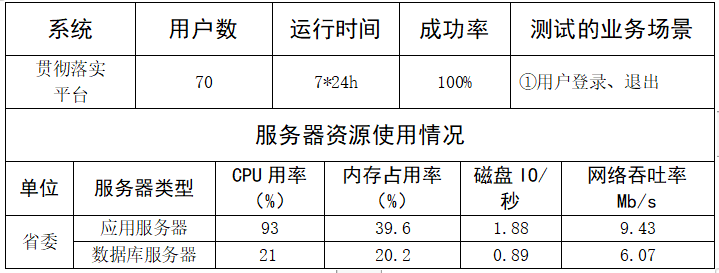 系统 用户数 运行时间 成功率 测试的业务场景
贯彻落实
平台 70 7*24h 100% ①用户登录、退出
服务器资源使用情况
单位 服务器类型 CPU用率
(%) 内存占用率
(%) 磁盘IO/
秒 网络吞吐率
Mb/s
省委 应用服务器 93 39.6 1.88 9.43
数据库服务器 21 20.2 0.89 6.07